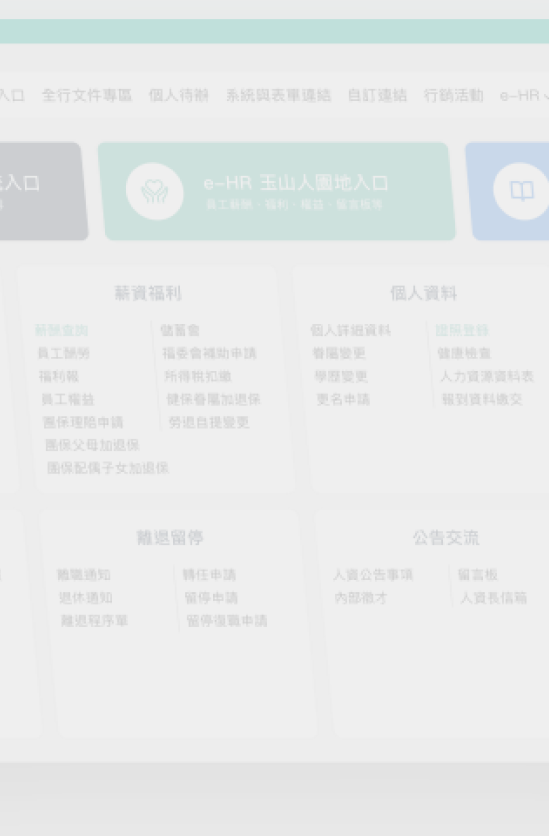 入口 全行文件專區 個人待辦 系統與表單連結 自訂連結 行銷活動 e-HR
入口
e-HR 玉山人園地入口
員工薪酬、福利、權益、留言板等
薪資福利
薪酬查詢 儲蓄會
員工酬勞 福委會補助申請
福利報 所得稅扣繳
員工權益 健保眷屬加退保
團保理賠申請 勞退自提變更
團保父母加退保
團保配偶子女加退保
個人資料
個人詳細資料 證照登錄
眷屬變更 健康檢查
學歷變更 人力資源資料表
更名申請 報到資料繳交
離退留停
離職通知 轉任申請
退休通知 留停申請
離退程序單 留停復職申請
公告交流
人資公告事項 留言板
內部徵才 人資長信箱